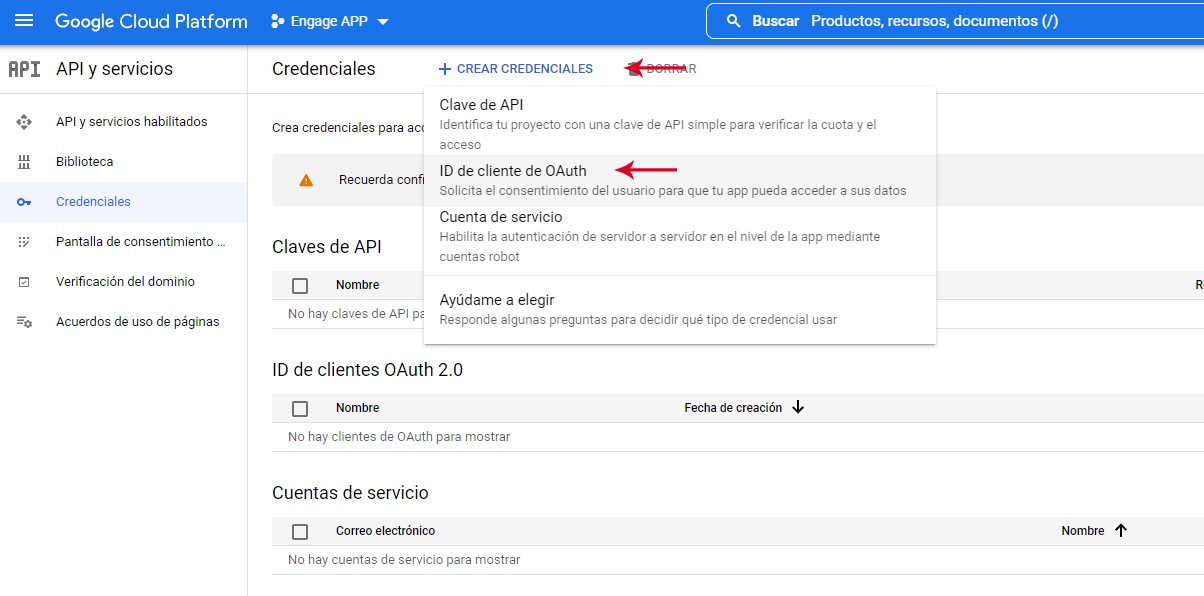 Google Cloud Platform
Engage APP
Buscar Productos, recursos, documentos (/)
API
API y servicios
Credenciales
CREAR CREDENCIALES
BORRAR
API y servicios habilitados
Biblioteca
Credenciales
Pantalla de consentimiento ...
Verificación del dominio
Acuerdos de uso de páginas
Crea credenciales para
Recuerda
Clave de API
Identifica tu proyecto con una clave de API simple para verificar la cuota y el
acceso
ID de cliente de OAuth
Solicita el consentimiento del usuario para que tu app pueda acceder a sus datos
Cuenta de servicio
Habilita la autenticación de servidor a servidor en el nivel de la app mediante
cuentas robot
Ayúdame a elegir
Responde algunas preguntas para decidir qué tipo de credencial usar
Claves de API
Nombre
No hay claves de API
ID de clientes OAuth 2.0
Nombre Fecha de creación
No hay clientes de OAuth para mostrar
Cuentas de servicio
Correo electrónico Nombre
No hay cuentas de servicio para mostrar